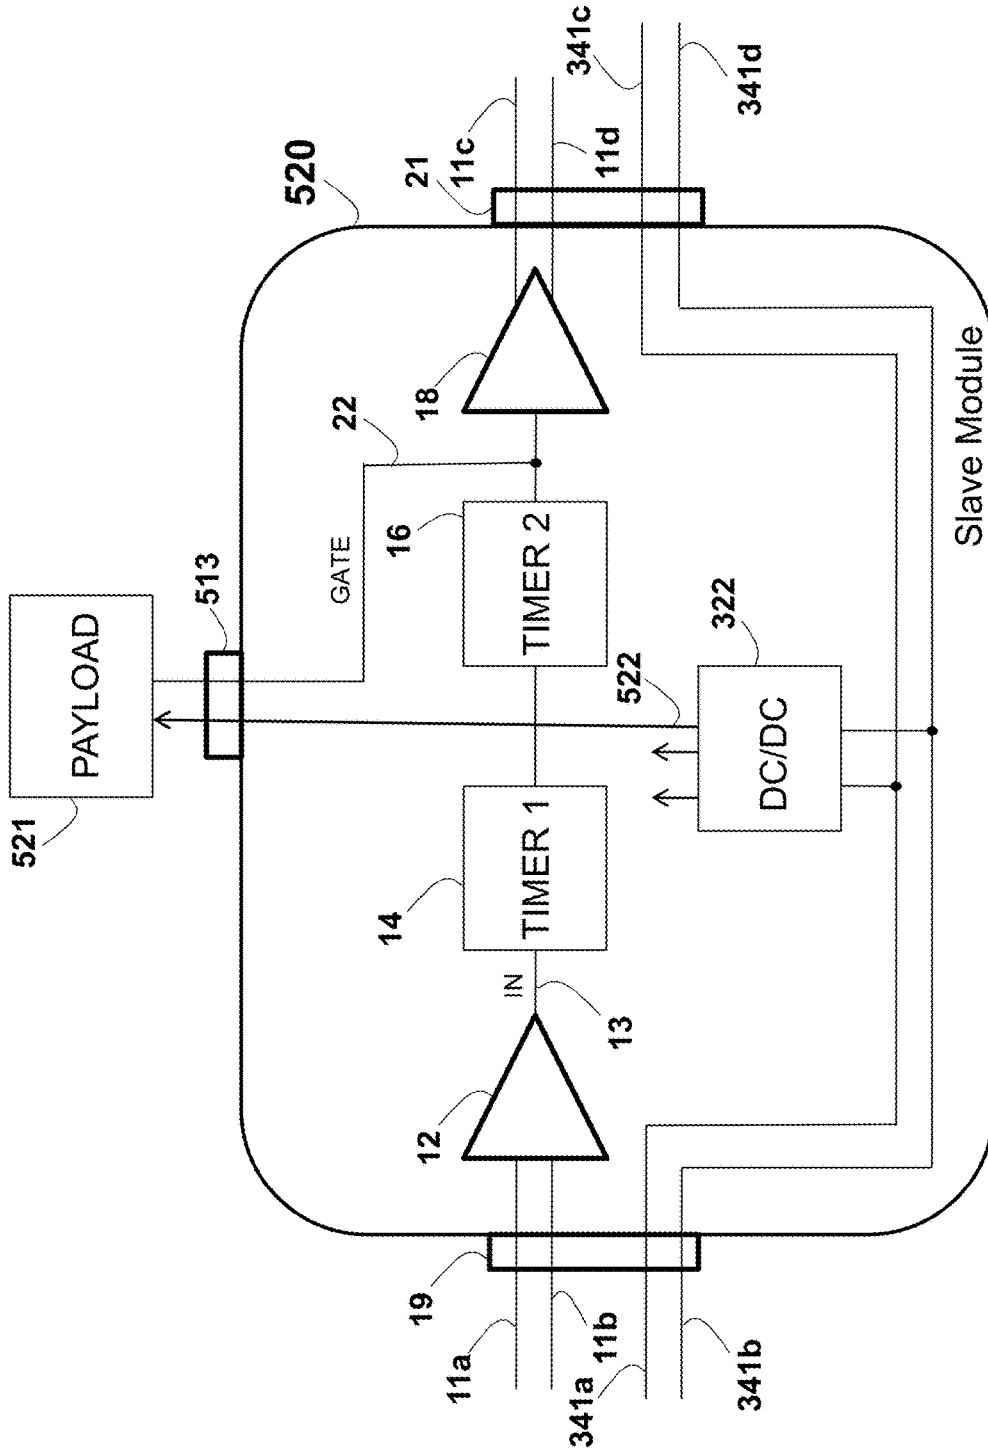 521
PAYLOAD
513
520
GATE
22
21
11c
341c
11d
341d
19
11a
11b
341a
341b
12
IN
13
14
TIMER 1
16
TIMER 2
18
522
322
DC/DC
Slave Module